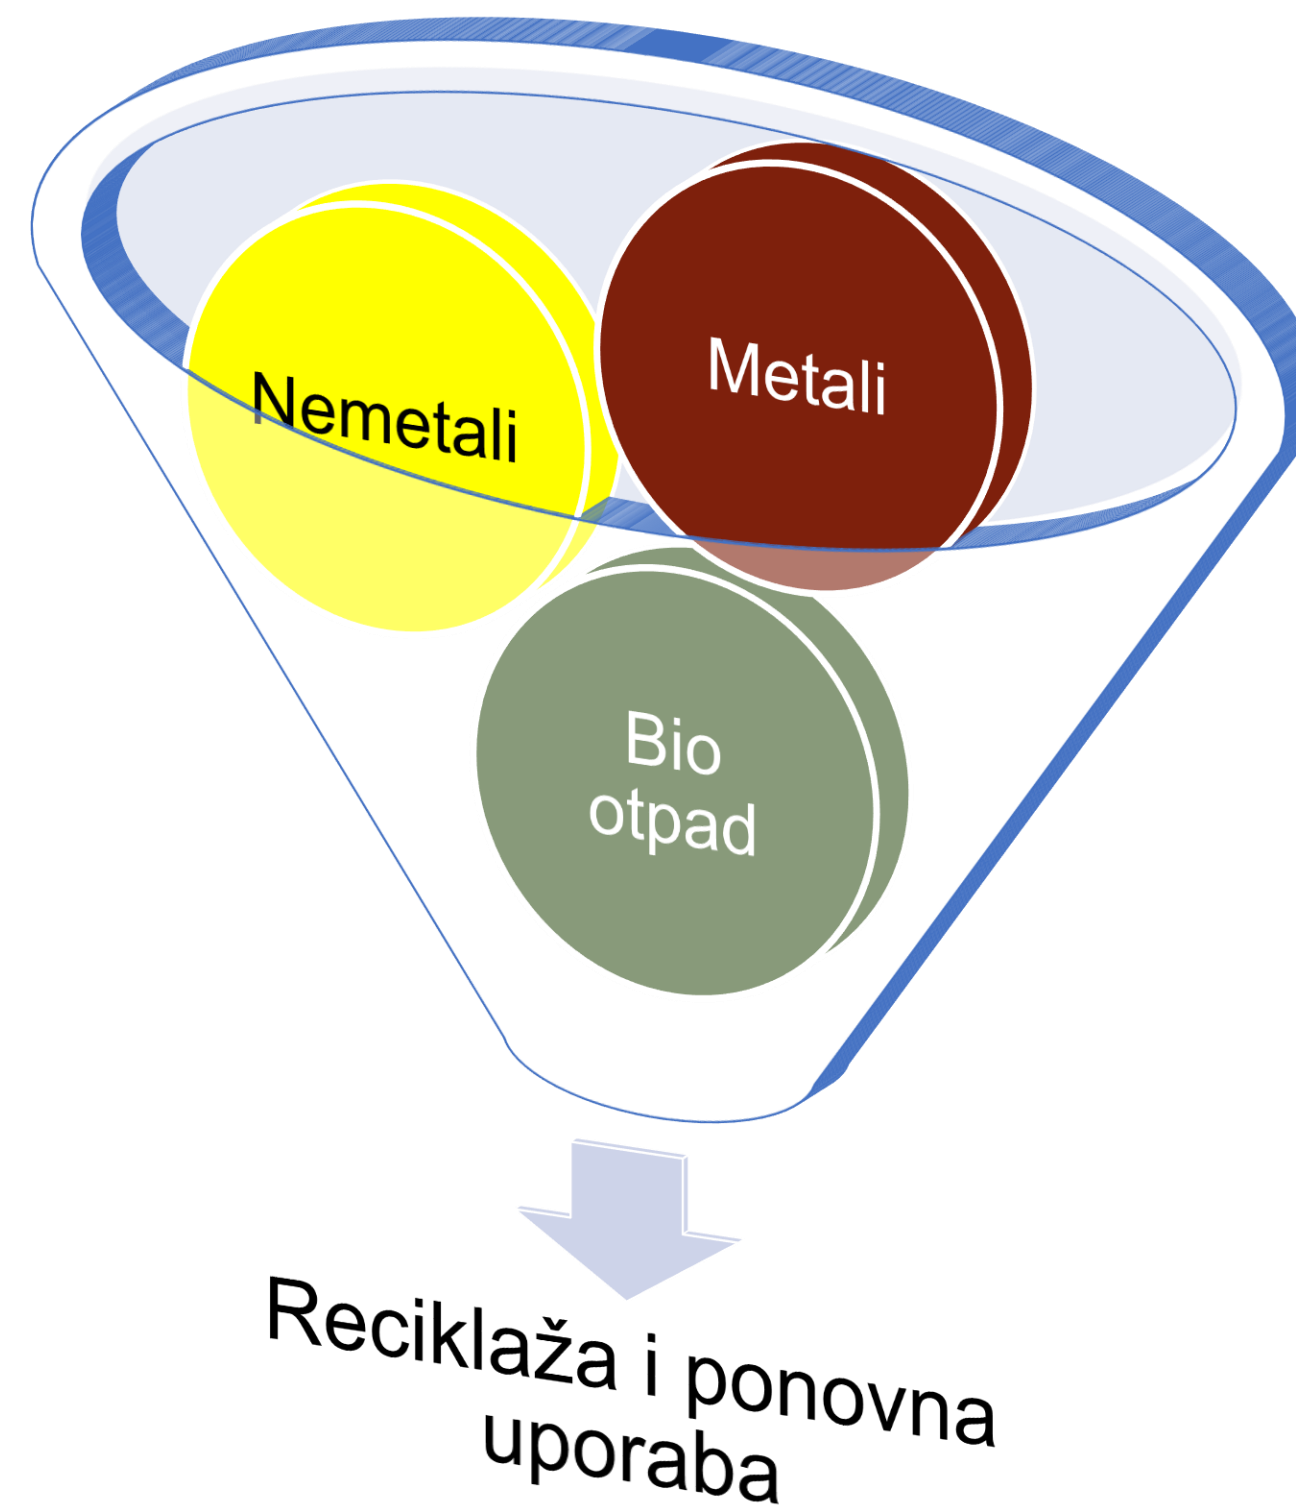 Nemetali
Metali
Bio
otpad
Reciklaža i ponovna
uporaba